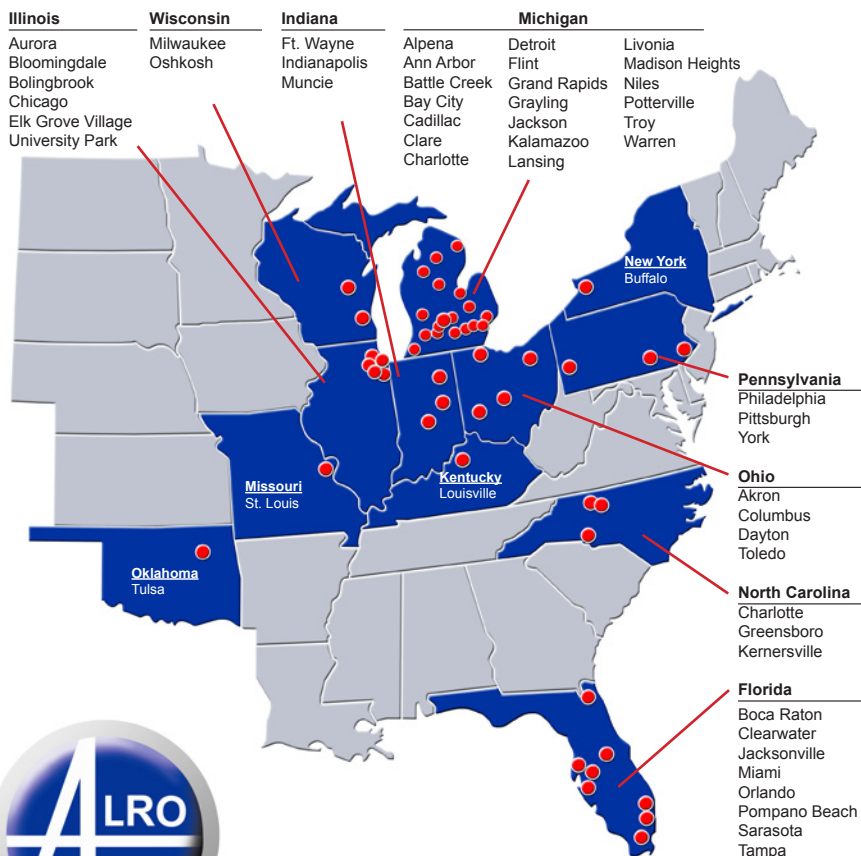 Illinois
Aurora
Bloomingdale
Bolingbrook
Chicago
Elk Grove Village
University Park
Wisconsin
Milwaukee
Oshkosh
Indiana
Ft. Wayne
Indianapolis
Muncie
Michigan
Alpena
Ann Arbor
Battle Creek
Bay City
Cadillac
Clare
Charlotte
Detroit
Flint
Grand Rapids
Grayling
Jackson
Kalamazoo
Lansing
Livonia
Madison Heights
Niles
Potterville
Troy
Warren
New York
Buffalo
Pennsylvania
Philadelphia
Pittsburgh
York
Ohio
Akron
Columbus
Dayton
Toledo
Missouri
St. Louis
Kentucky
Louisville
Oklahoma
Tulsa
North Carolina
Charlotte
Greensboro
Kernersville
Florida
Boca Raton
Clearwater
Jacksonville
Miami
Orlando
Pompano Beach
Sarasota
Tampa
ALRO